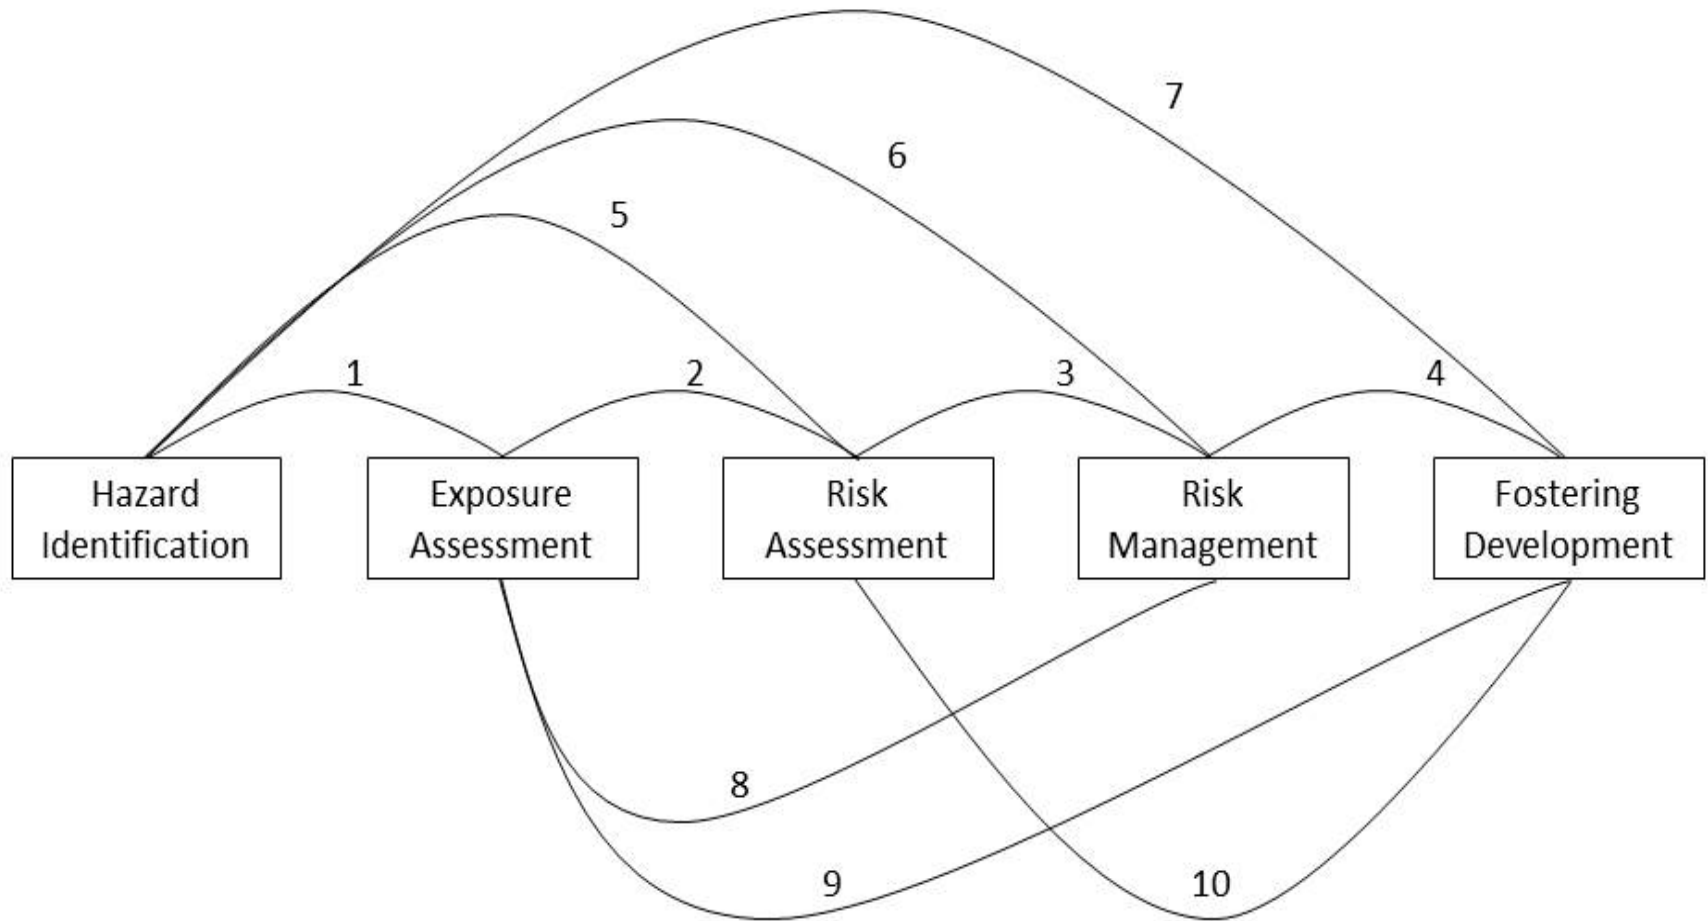 7
6
5
1
2
3
4
Hazard
Identification
Exposure
Assessment
Risk
Assessment
Risk
Management
Fostering
Development
8
9
10